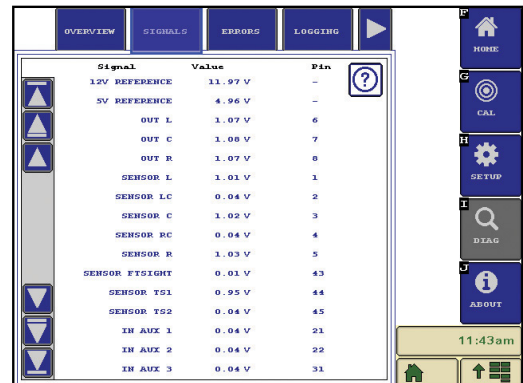 OVERVIEW SIGNALS ERRORS LOGGING
Signal Value Pin
?
12V REFERENCE 11.97 V -
5V REFERENCE 4.96 V -
OUT L 1.07 V 6
OUT C 1.08 V 7
OUT R 1.07 V 8
SENSOR L 1.01 V 1
SENSOR LC 0.04 V 2
SENSOR C 1.02 V 3
SENSOR RC 0.04 V 4
SENSOR R 1.03 V 5
SENSOR FTSIGHT 0.01 V 43
SENSOR TS1 0.95 V 44
SENSOR TS2 0.04 V 45
IN AUX 1 0.04 V 21
IN AUX 2 0.04 V 22
IN AUX 3 0.04 V 31
F
HOME
G
CAL
H
SETUP
I
DIAG
J
i
ABOUT
11:43am